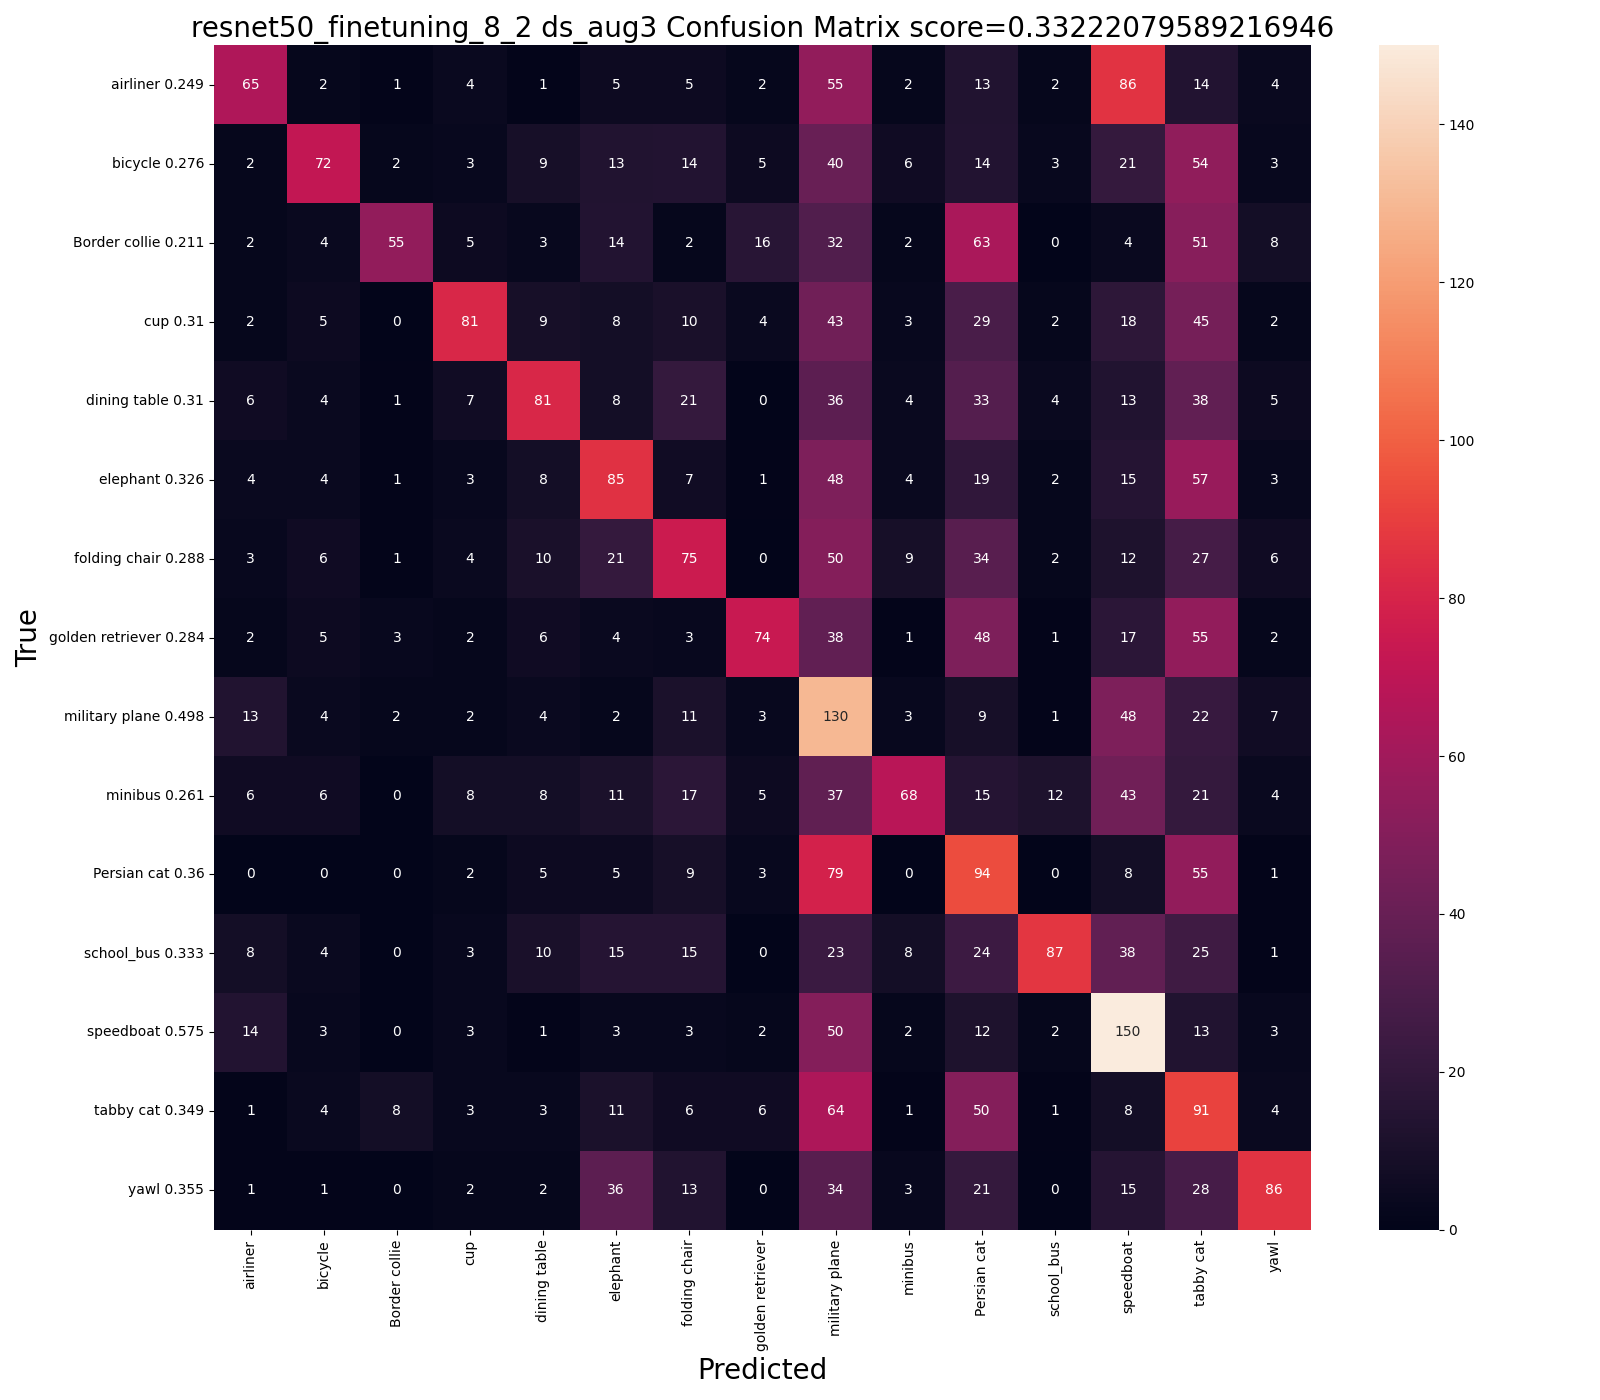 resnet50_finetuning_8_2 ds_aug3 Confusion Matrix score=0.33222079589216946
airliner 0.249 65 2 1 4 1 5 5 2 55 2 13 2 86 14 4
140
bicycle 0.276 2 72 2 3 9 13 14 5 40 6 14 3 21 54 3
Border collie 0.211 2 4 55 5 3 14 2 16 32 2 63 0 4 51 8
120
cup 0.31 2 5 0 81 9 8 10 4 43 3 29 2 18 45 2
dining table 0.31 6 4 1 7 81 8 21 0 36 4 33 4 13 38 5
100
elephant 0.326 4 4 1 3 8 85 7 1 48 4 19 2 15 57 3
folding chair 0.288 3 6 1 4 10 21 75 0 50 9 34 2 12 27 6
80
True
golden retriever 0.284 2 5 3 2 6 4 3 74 38 1 48 1 17 55 2
military plane 0.498 13 4 2 2 4 2 11 3 130 3 9 1 48 22 7
60
minibus 0.261 6 6 0 8 8 11 17 5 37 68 15 12 43 21 4
Persian cat 0.36 0 0 0 2 5 5 9 3 79 0 94 0 8 55 1
40
school_bus 0.333 8 4 0 3 10 15 15 0 23 8 24 87 38 25 1
speedboat 0.575 14 3 0 3 1 3 3 2 50 2 12 2 150 13 3
20
tabby cat 0.349 1 4 8 3 3 11 6 6 64 1 50 1 8 91 4
yawl 0.355 1 1 0 2 2 36 13 0 34 3 21 0 15 28 86
0
airliner
bicycle
Border collie
cup
dining table
elephant
folding chair
golden retriever
military plane
minibus
Persian cat
school_bus
speedboat
tabby cat
yawl
Predicted